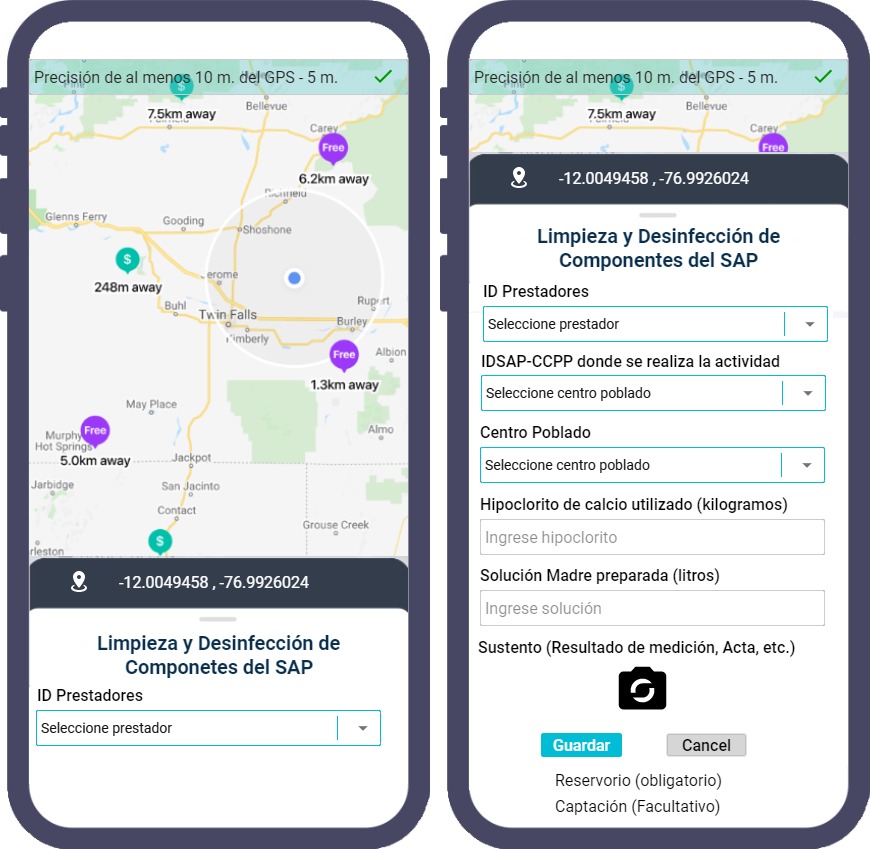 Precisión de al menos 10 m. del GPS - 5 m.
$
Bellevue
7.5km away
Carey
Free
6.2km away
Richfield
Glenns Ferry
Gooding
Shoshone
$
248m away
Jerome
Buhl
Twin Falls
Rupert
Burley
Kimberly
Free
1.3km away
Albion
May Place
Almo
Free
Murphy
Hot Springs
5.0km away
Jackpot
Jarbidge
San Jacinto
Contact
Grouse Creek
$
rleston
-12.0049458 , -76.9926024
Limpieza y Desinfección de
Componetes del SAP
ID Prestadores
Seleccione prestador
Precisión de al menos 10 m. del GPS - 5 m.
$
Bellevue
7.5km away
Carey
Free
-12.0049458 , -76.9926024
Limpieza y Desinfección de
Componentes del SAP
ID Prestadores
Seleccione prestador
IDSAP-CCPP donde se realiza la actividad
Seleccione centro poblado
Centro Poblado
Seleccione centro poblado
Hipoclorito de calcio utilizado (kilogramos)
Ingrese hipoclorito
Solución Madre preparada (litros)
Ingrese solución
Sustento (Resultado de medición, Acta, etc.)
Guardar
Cancel
Reservorio (obligatorio)
Captación (Facultativo)